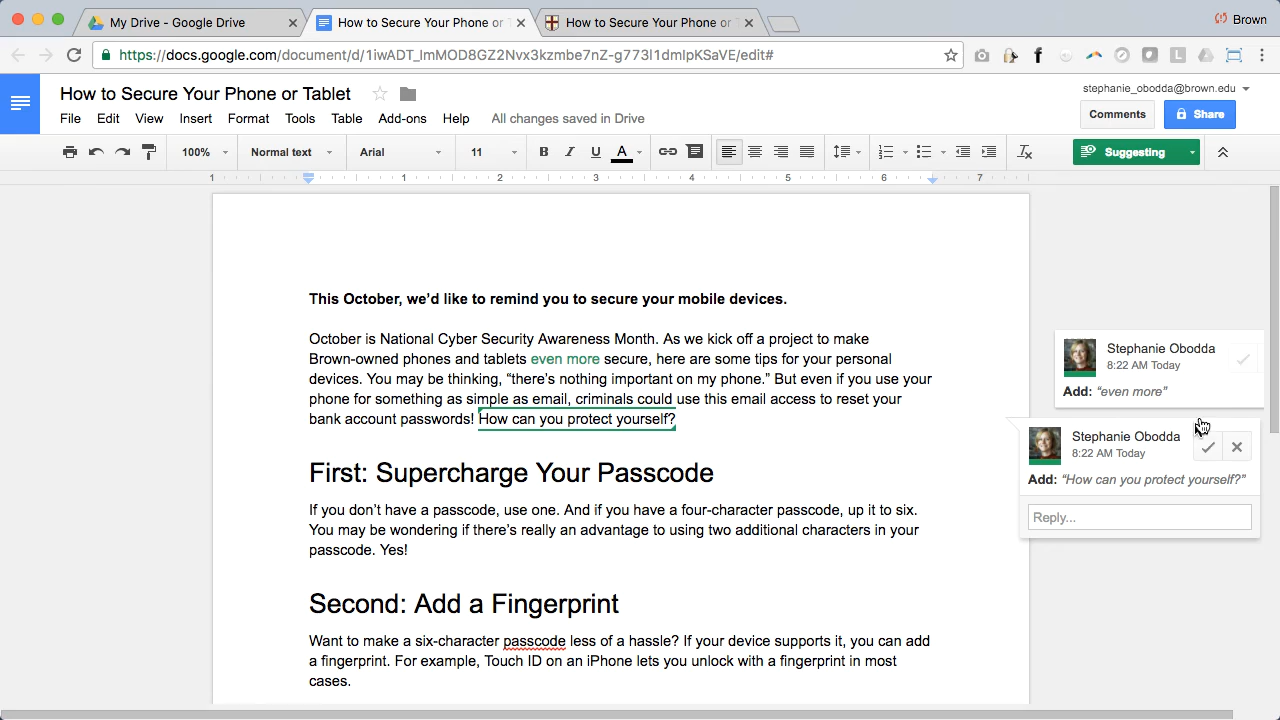 My Drive - Google Drive
How to Secure Your Phone or
How to Secure Your Phone or
Brown
https://docs.google.com/document/d/1iwADT_lmMOD8GZ2Nvx3kzmbe7nZ-g773I1dmlpKSaVE/edit#
How to Secure Your Phone or Tablet
stephanie_obodda@brown.edu
File Edit View Insert Format Tools Table Add-ons Help All changes saved in Drive
Comments Share
100% Normal text Arial 11 B I U A Suggesting
1 1 2 3 4 5 6 7
This October, we’d like to remind you to secure your mobile devices.
October is National Cyber Security Awareness Month. As we kick off a project to make
Brown-owned phones and tablets even more secure, here are some tips for your personal
devices. You may be thinking, “there’s nothing important on my phone.” But even if you use your
phone for something as simple as email, criminals could use this email access to reset your
bank account passwords! How can you protect yourself?
First: Supercharge Your Passcode
If you don’t have a passcode, use one. And if you have a four-character passcode, up it to six.
You may be wondering if there’s really an advantage to using two additional characters in your
passcode. Yes!
Second: Add a Fingerprint
Want to make a six-character passcode less of a hassle? If your device supports it, you can add
a fingerprint. For example, Touch ID on an iPhone lets you unlock with a fingerprint in most
cases.
Stephanie Obodda
8:22 AM Today
Add: “even more”
Stephanie Obodda
8:22 AM Today
Add: “How can you protect yourself?”
Reply...